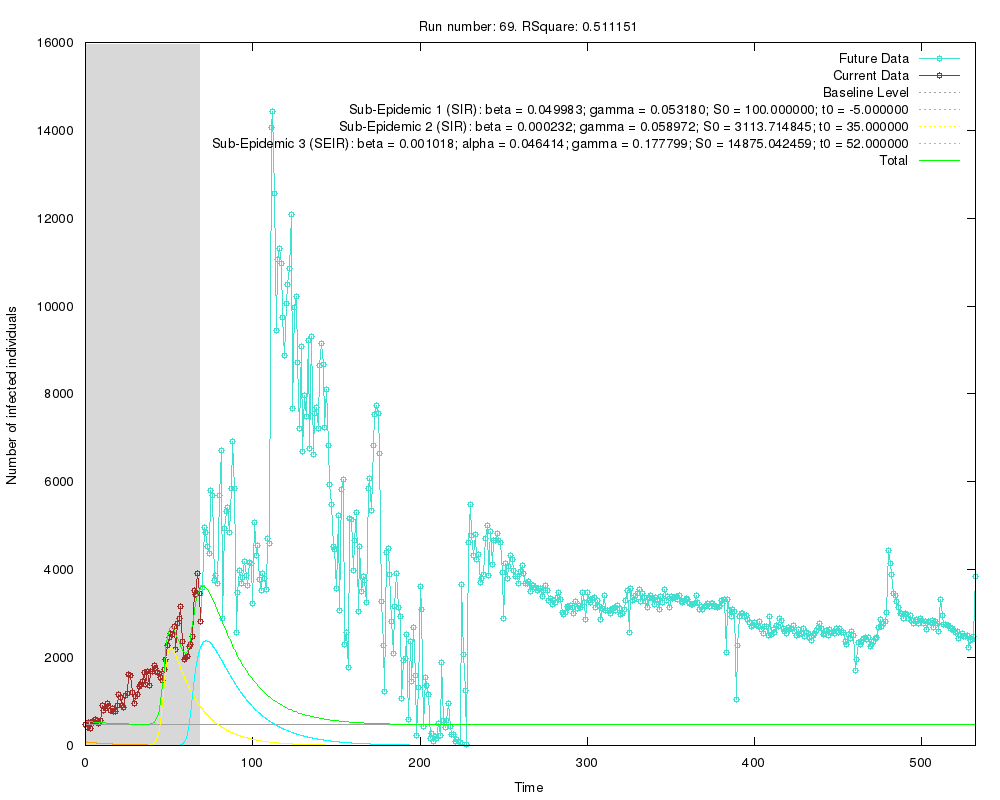 Run number: 69. RSquare: 0.511151
16000
14000
12000
10000
8000
6000
4000
2000
0
Number of infected individuals
Future Data
Current Data
Baseline Level
Sub-Epidemic 1 (SIR): beta = 0.049983; gamma = 0.053180; S0 = 100.000000; t0 = -5.000000
Sub-Epidemic 2 (SIR): beta = 0.000232; gamma = 0.058972; S0 = 3113.714845; t0 = 35.000000
Sub-Epidemic 3 (SEIR): beta = 0.001018; alpha = 0.046414; gamma = 0.177799; S0 = 14875.042459; t0 = 52.000000
Total
0 100 200 300 400 500
Time